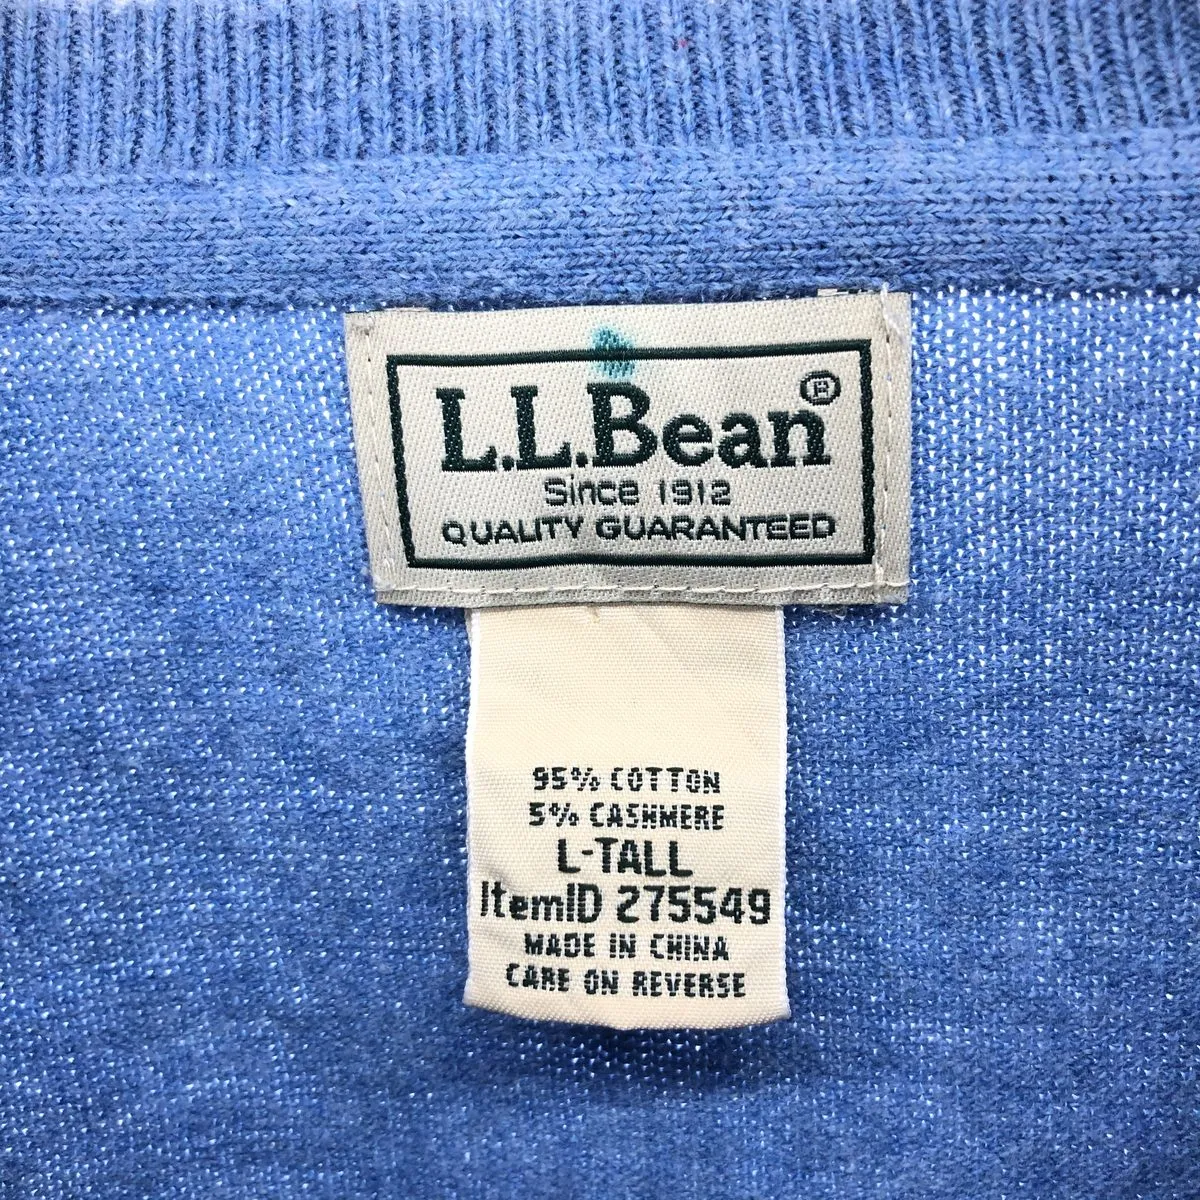 L.L.Bean®
Since 1912
QUALITY GUARANTEED
95% COTTON
5% CASHMERE
L-TALL
ItemID 275549
MADE IN CHINA
CARE ON REVERSE